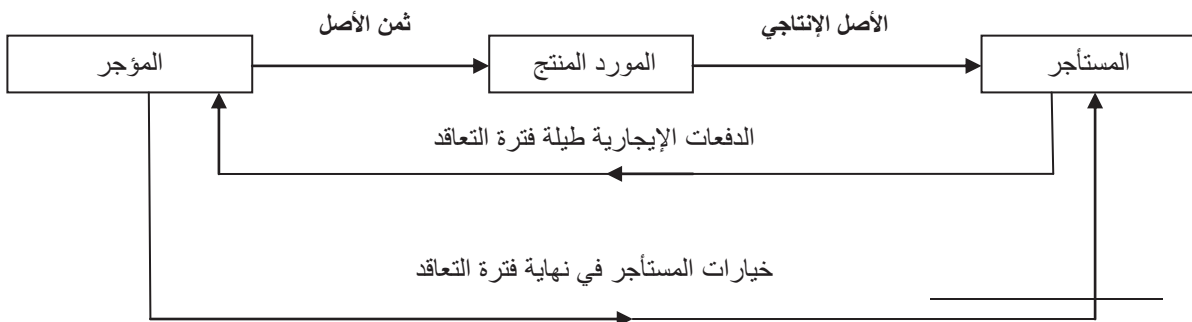 الأصل الإنتاجي
ثمن الأصل
المستأجر
المورد المنتج
المؤجر
الدفعات الإيجارية طيلة فترة التعاقد
خيارات المستأجر في نهاية فترة التعاقد